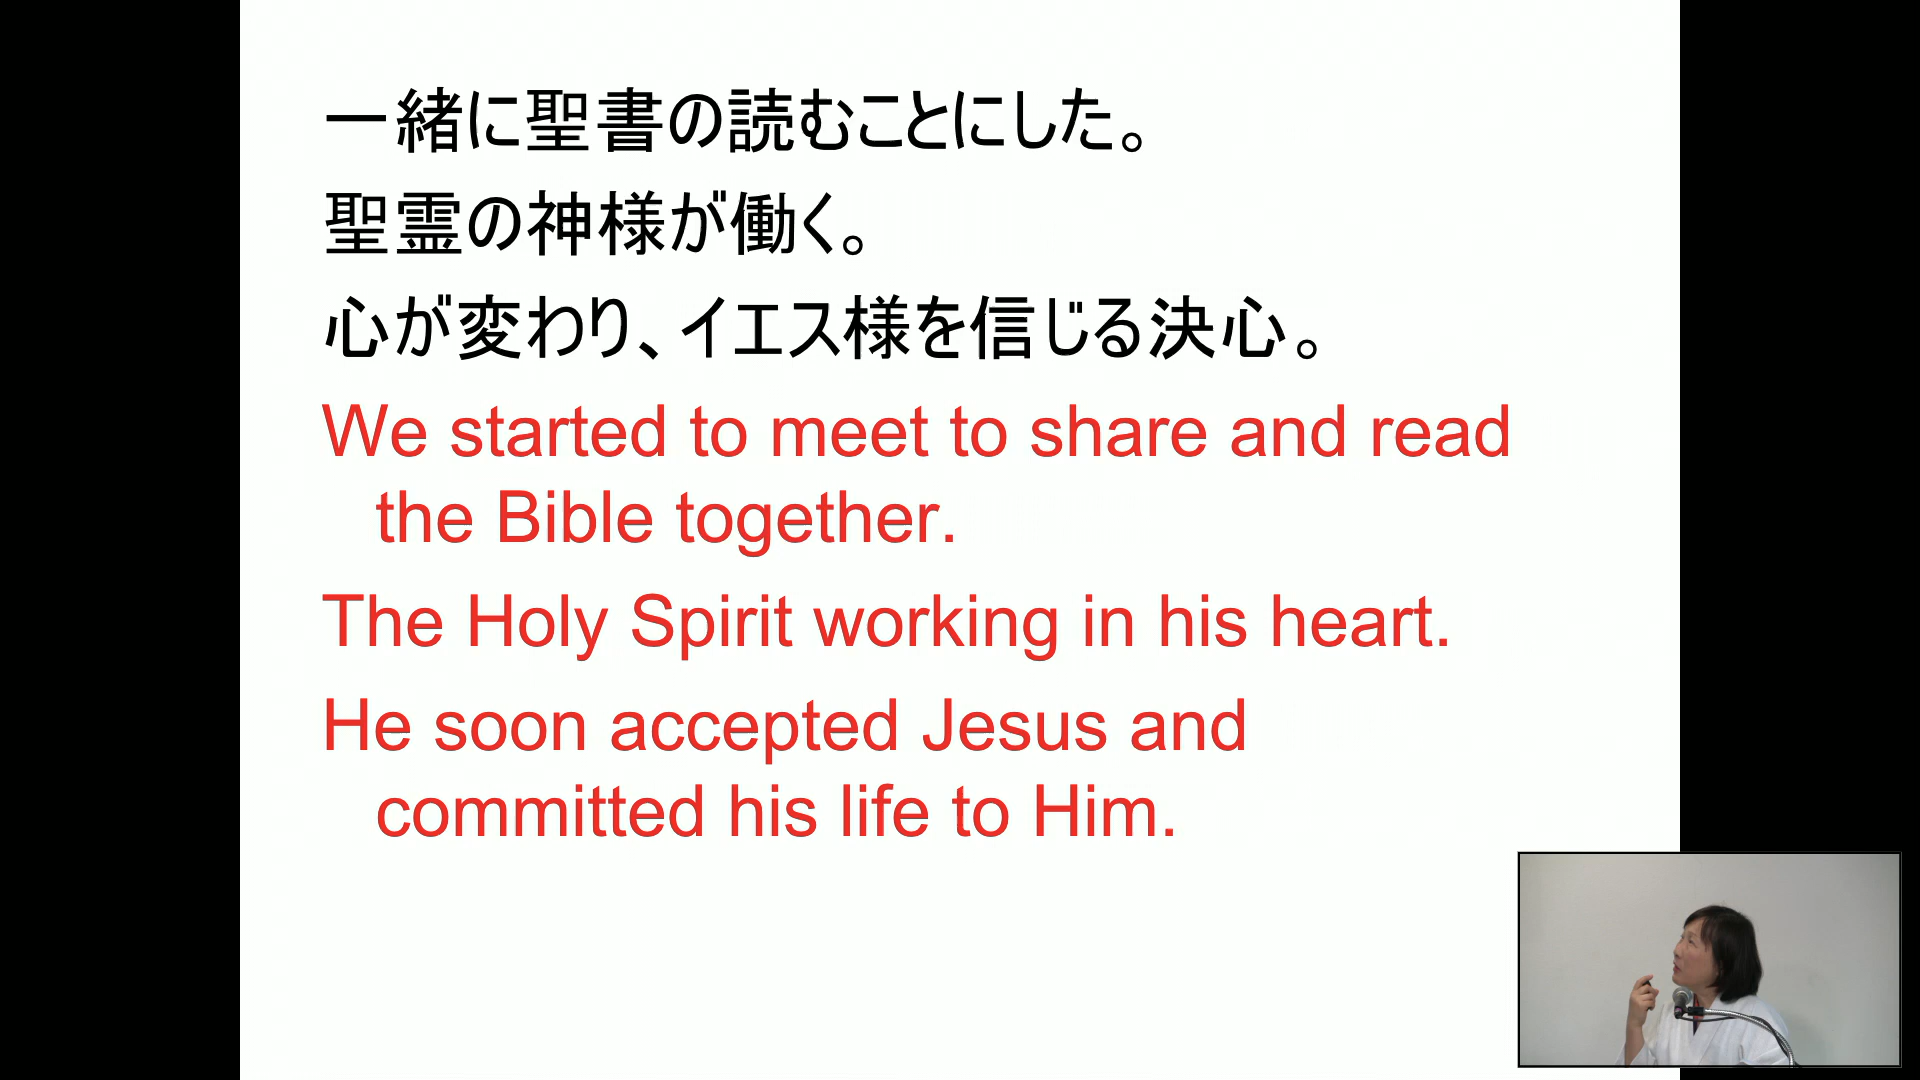 一緒に聖書の読むことにした。
聖霊の神様が働く。
心が変わり、イエス様を信じる決心。
We started to meet to share and read
the Bible together.
The Holy Spirit working in his heart.
He soon accepted Jesus and
committed his life to Him.